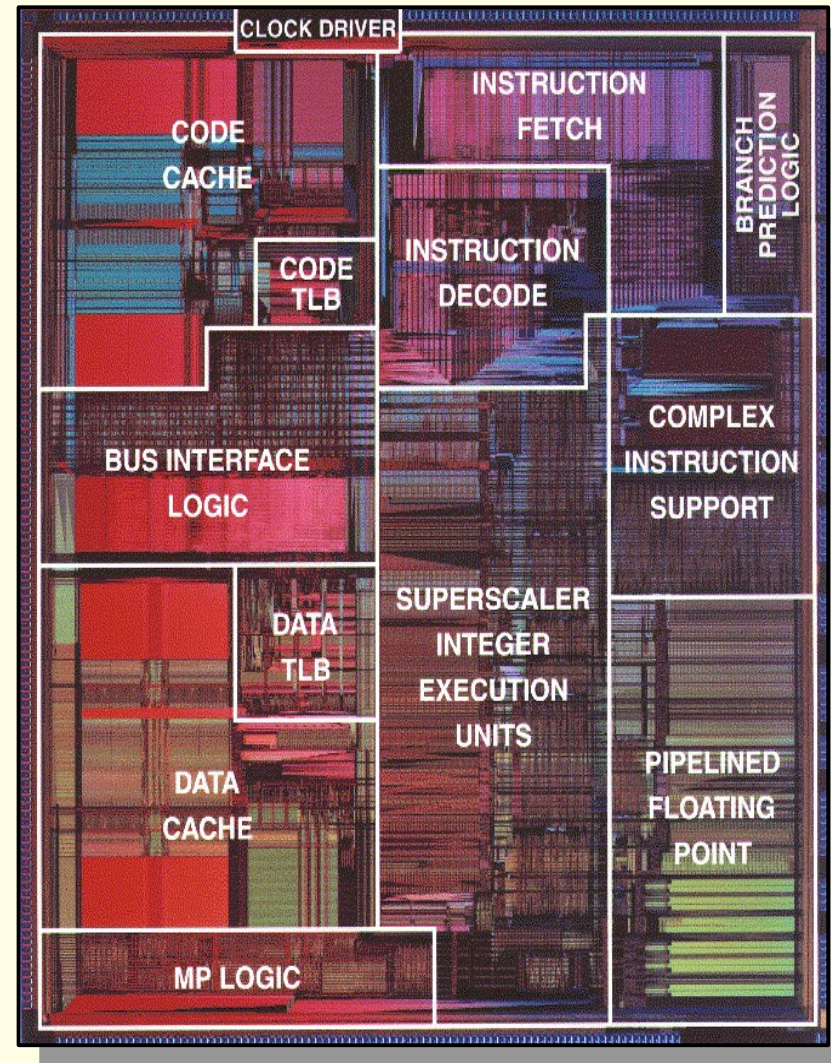 CLOCK DRIVER
CODE
CACHE
INSTRUCTION
FETCH
BRANCH
PREDICTION
LOGIC
CODE
TLB
INSTRUCTION
DECODE
BUS INTERFACE
LOGIC
COMPLEX
INSTRUCTION
SUPPORT
DATA
TLB
SUPERSCALER
INTEGER
EXECUTION
UNITS
DATA
CACHE
PIPELINED
FLOATING
POINT
MP LOGIC